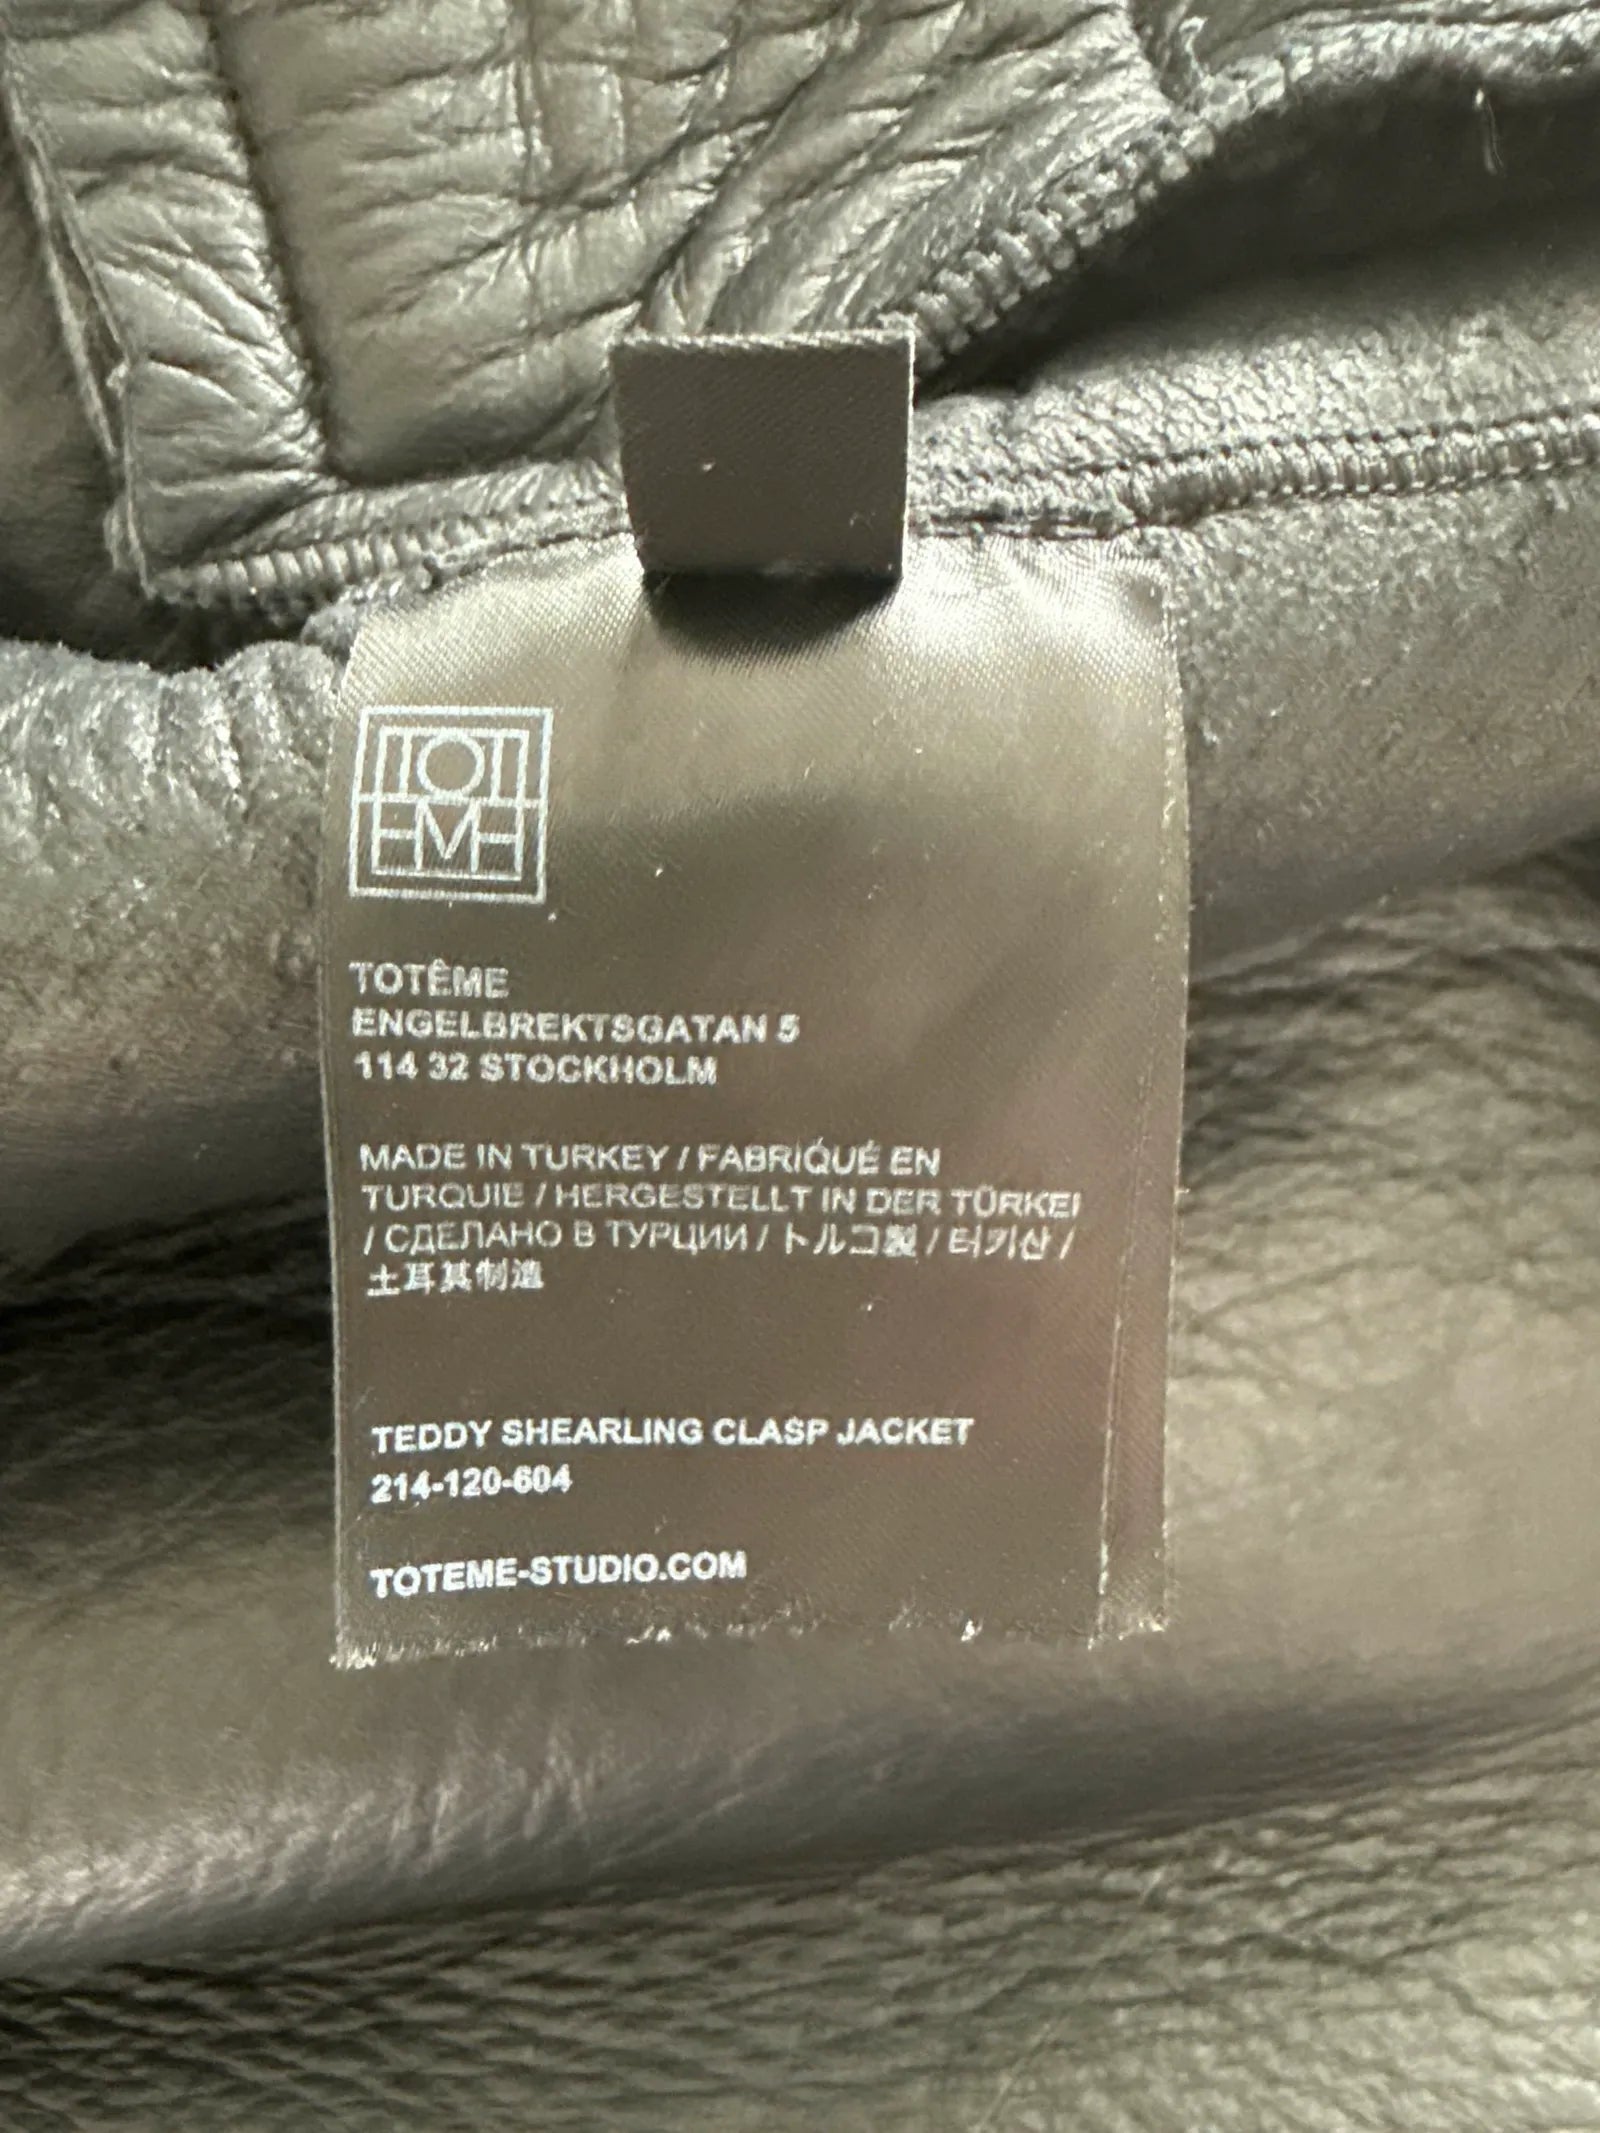 TOTÊME
TOTÊME
ENGELBREKTSGATAN 5
114 32 STOCKHOLM
MADE IN TURKEY / FABRIQUÉ EN
TURQUIE / HERGESTELLT IN DER TÜRKEI
/ СДЕЛАНО В ТУРЦИИ / トルコ製 / 터키산 /
土耳其制造
TEDDY SHEARLING CLASP JACKET
214-120-604
TOTEME-STUDIO.COM